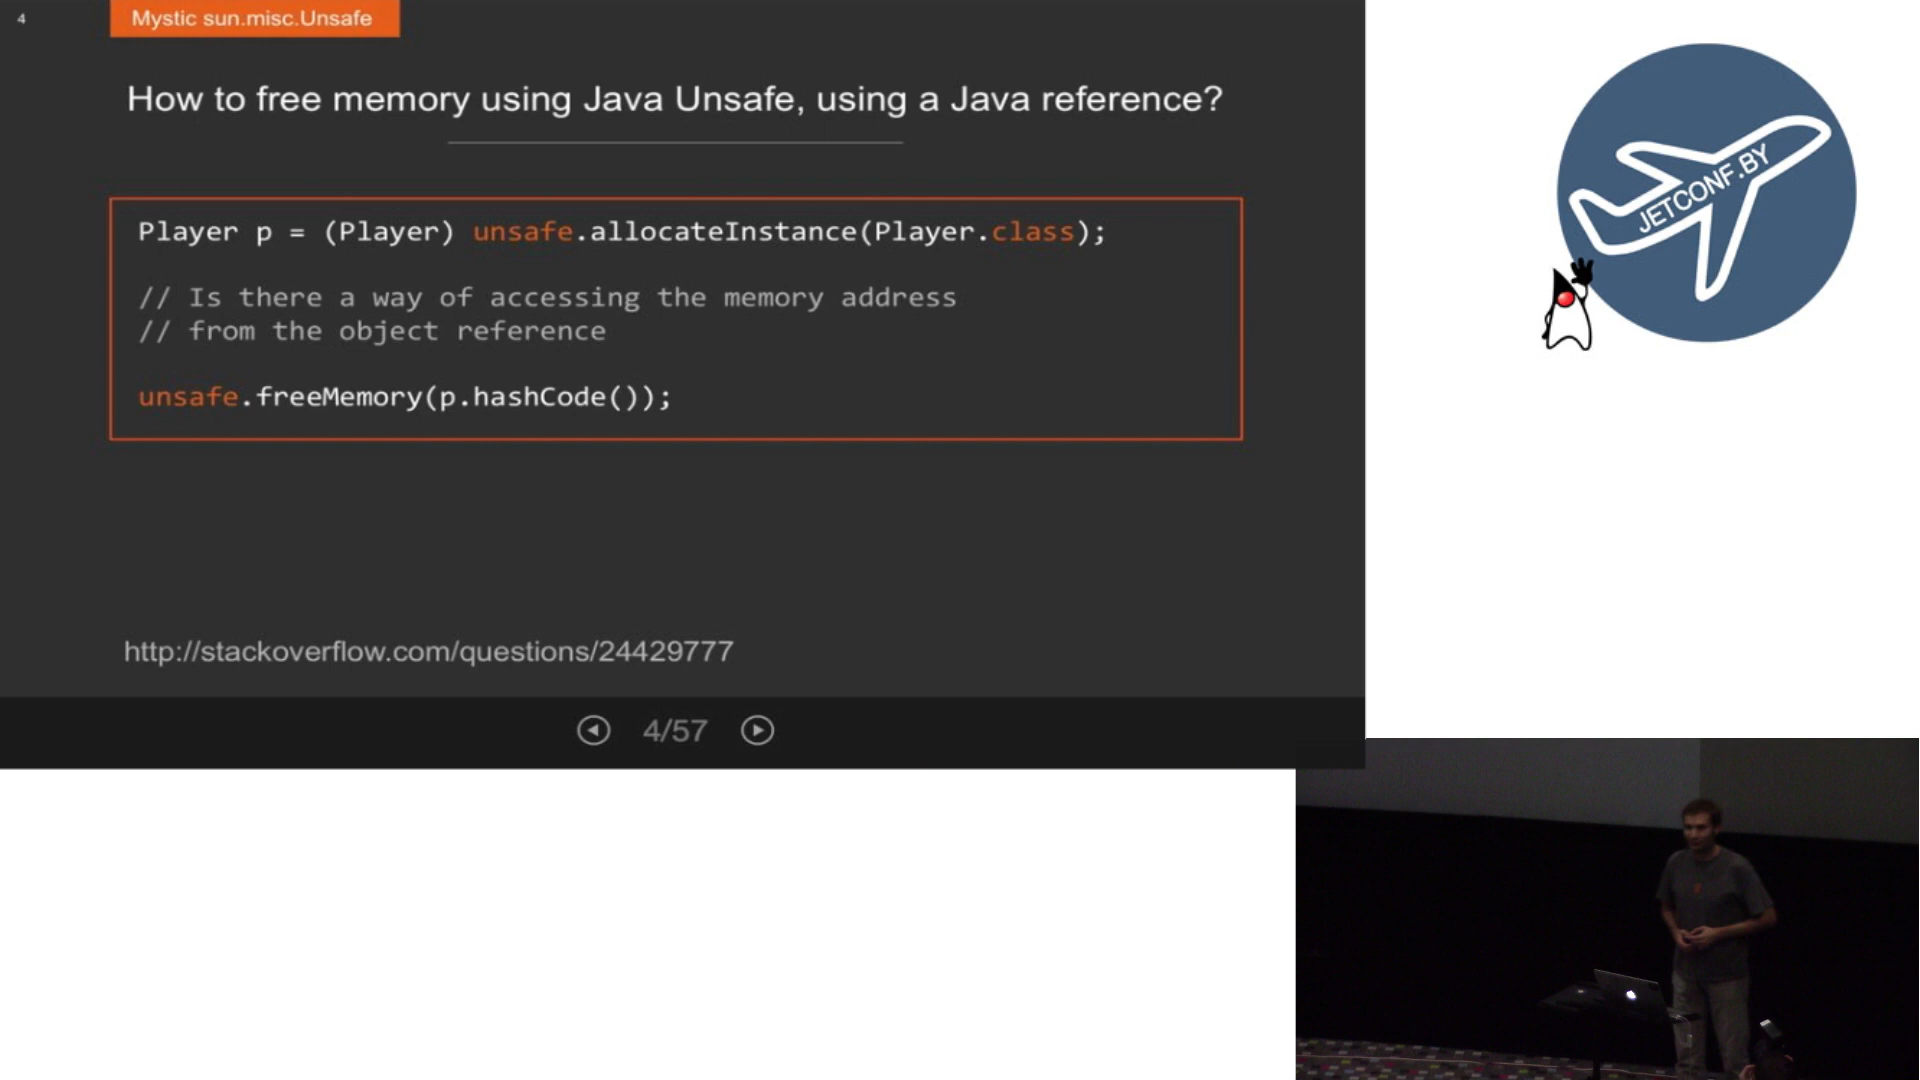 4
Mystic sun.misc.Unsafe
How to free memory using Java Unsafe, using a Java reference?
Player p = (Player) unsafe.allocateInstance(Player.class);
// Is there a way of accessing the memory address
// from the object reference
unsafe.freeMemory(p.hashCode());
http://stackoverflow.com/questions/24429777
4/57
JETCONF.BY